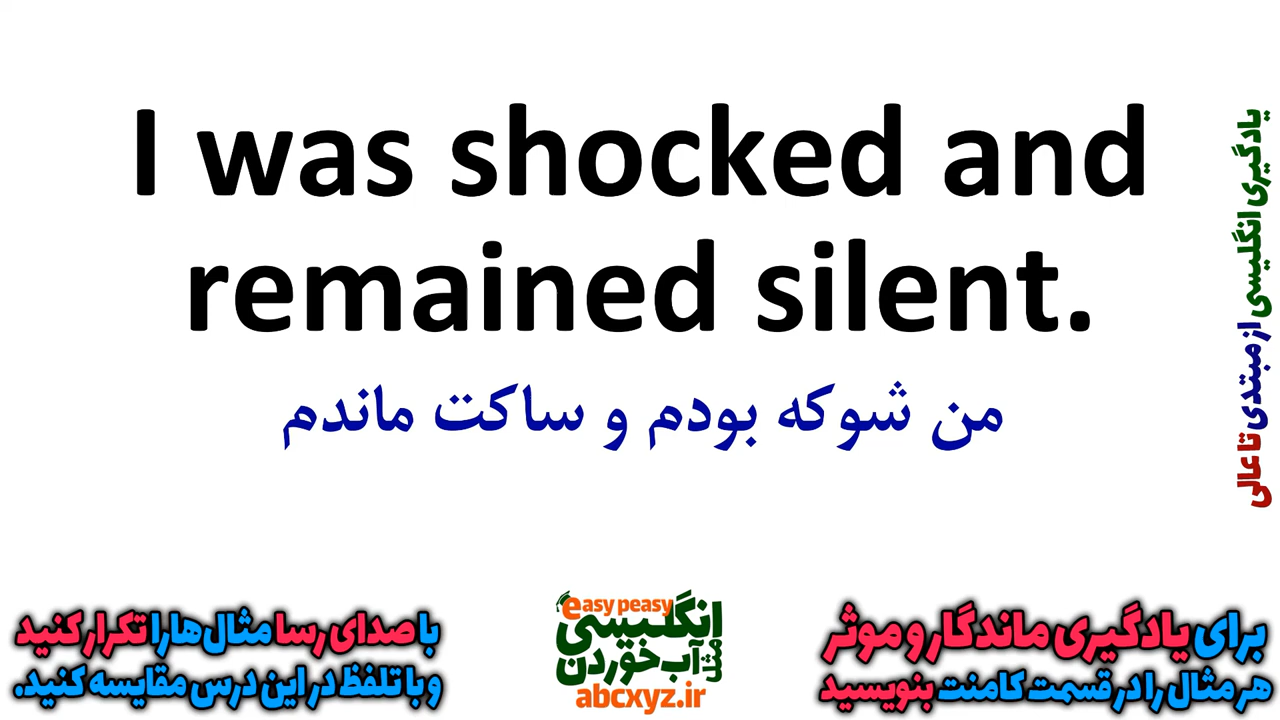 I was shocked and
remained silent.
من شوکه بودم و ساکت ماندم
یادگیری انگلیسی از مبتدی تا عالی
برای یادگیری ماندگار و موثر
هر مثال را در قسمت کامنت بنویسید
easy peasy
انگلیسی
مثل
آب خوردن
abcxyz.ir
با صدای رسا مثال‌ها را تکرار کنید
و با تلفظ در این درس مقایسه کنید.